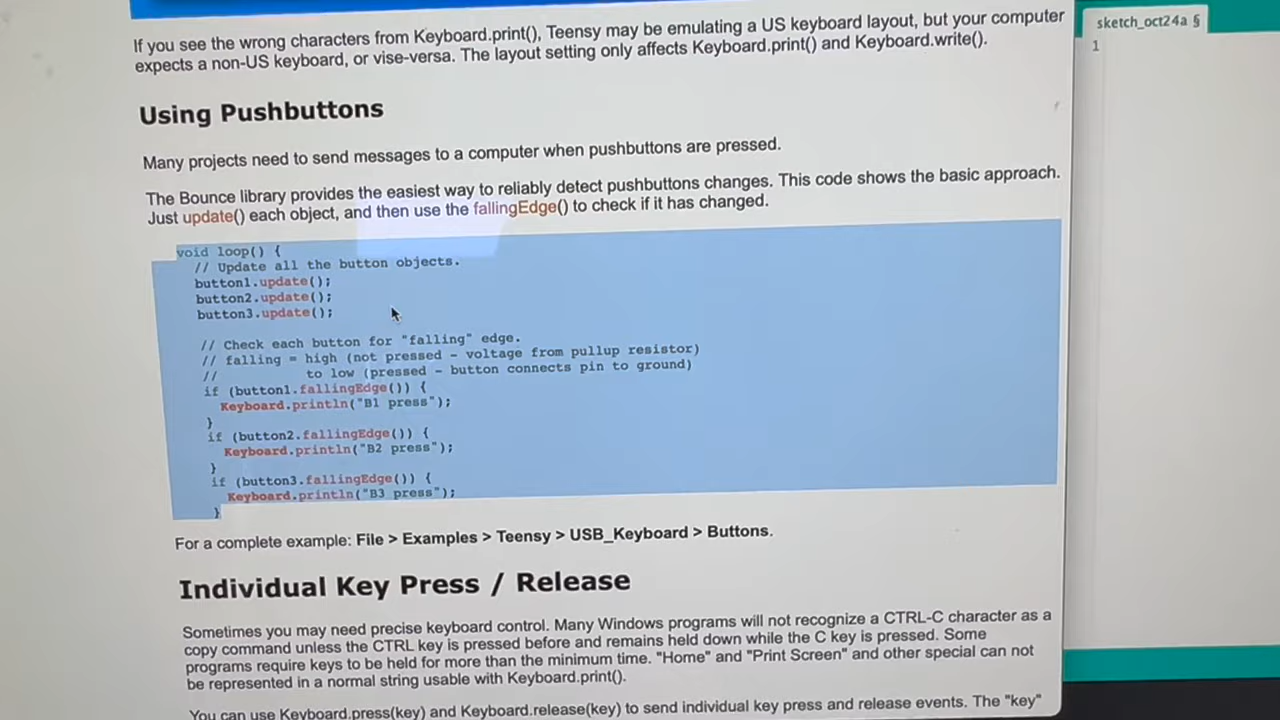 If you see the wrong characters from Keyboard.print(), Teensy may be emulating a US keyboard layout, but your computer
expects a non-US keyboard, or vise-versa. The layout setting only affects Keyboard.print() and Keyboard.write().
Using Pushbuttons
Many projects need to send messages to a computer when pushbuttons are pressed.
The Bounce library provides the easiest way to reliably detect pushbuttons changes. This code shows the basic approach.
Just update() each object, and then use the fallingEdge() to check if it has changed.
void loop() {
// Update all the button objects.
button1.update();
button2.update();
button3.update();
// Check each button for "falling" edge.
// falling = high (not pressed - voltage from pullup resistor)
// to low (pressed - button connects pin to ground)
if (button1.fallingEdge()) {
Keyboard.println("B1 press");
}
if (button2.fallingEdge()) {
Keyboard.println("B2 press");
}
if (button3.fallingEdge()) {
Keyboard.println("B3 press");
}
For a complete example: File > Examples > Teensy > USB_Keyboard > Buttons.
Individual Key Press / Release
Sometimes you may need precise keyboard control. Many Windows programs will not recognize a CTRL-C character as a
copy command unless the CTRL key is pressed before and remains held down while the C key is pressed. Some
programs require keys to be held for more than the minimum time. "Home" and "Print Screen" and other special can not
be represented in a normal string usable with Keyboard.print().
You can use Keyboard.press(key) and Keyboard.release(key) to send individual key press and release events. The "key"
sketch_oct24a §
1